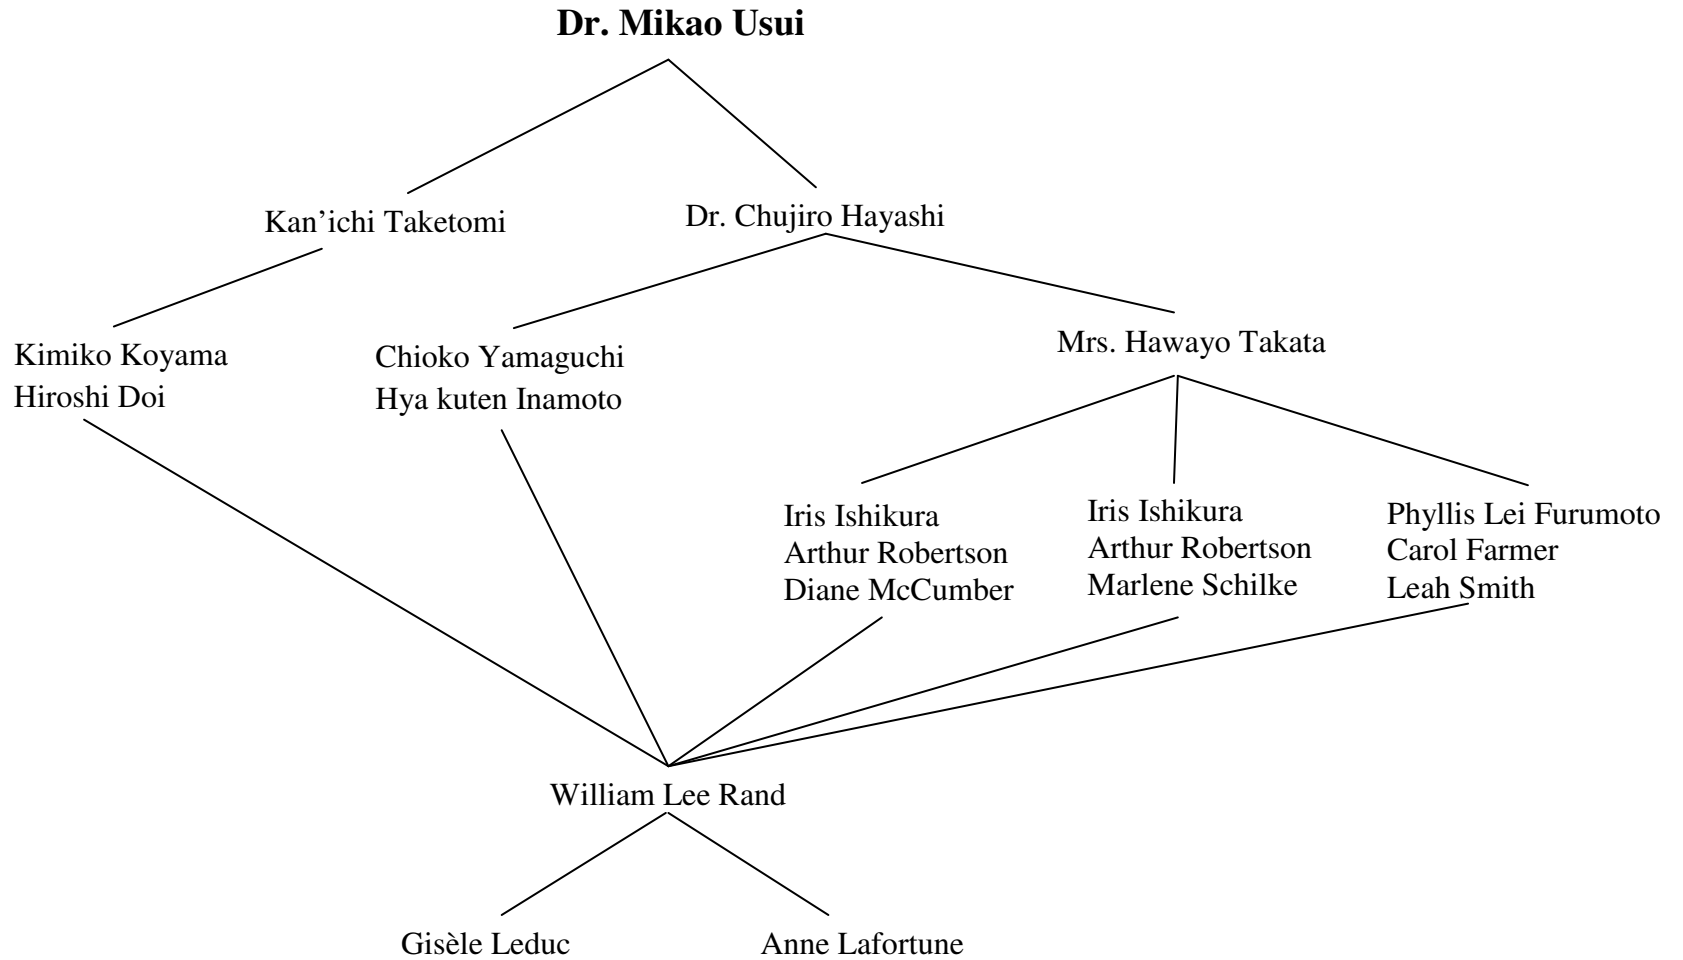 Dr. Mikao Usui
Kan’ichi Taketomi
Dr. Chujiro Hayashi
Kimiko Koyama
Hiroshi Doi
Chioko Yamaguchi
Hya kuten Inamoto
Mrs. Hawayo Takata
Iris Ishikura
Arthur Robertson
Diane McCumber
Iris Ishikura
Arthur Robertson
Marlene Schilke
Phyllis Lei Furumoto
Carol Farmer
Leah Smith
William Lee Rand
Gisèle Leduc
Anne Lafortune